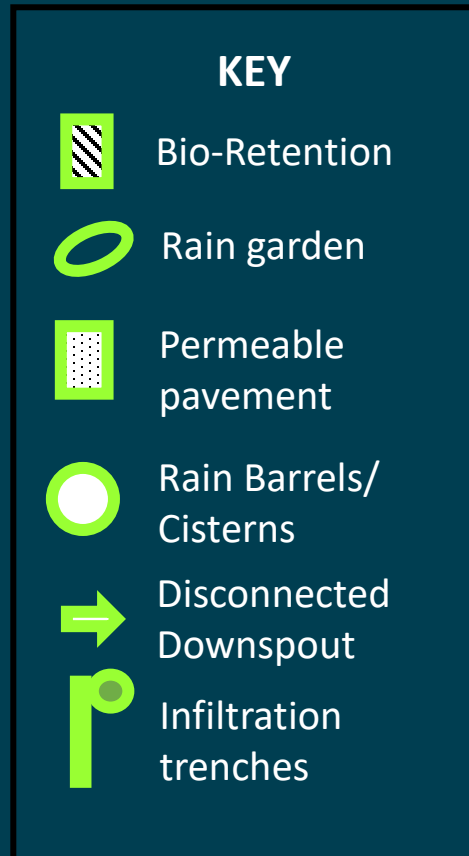 KEY
Bio-Retention
Rain garden
Permeable
pavement
Rain Barrels/
Cisterns
Disconnected
Downspout
Infiltration
trenches